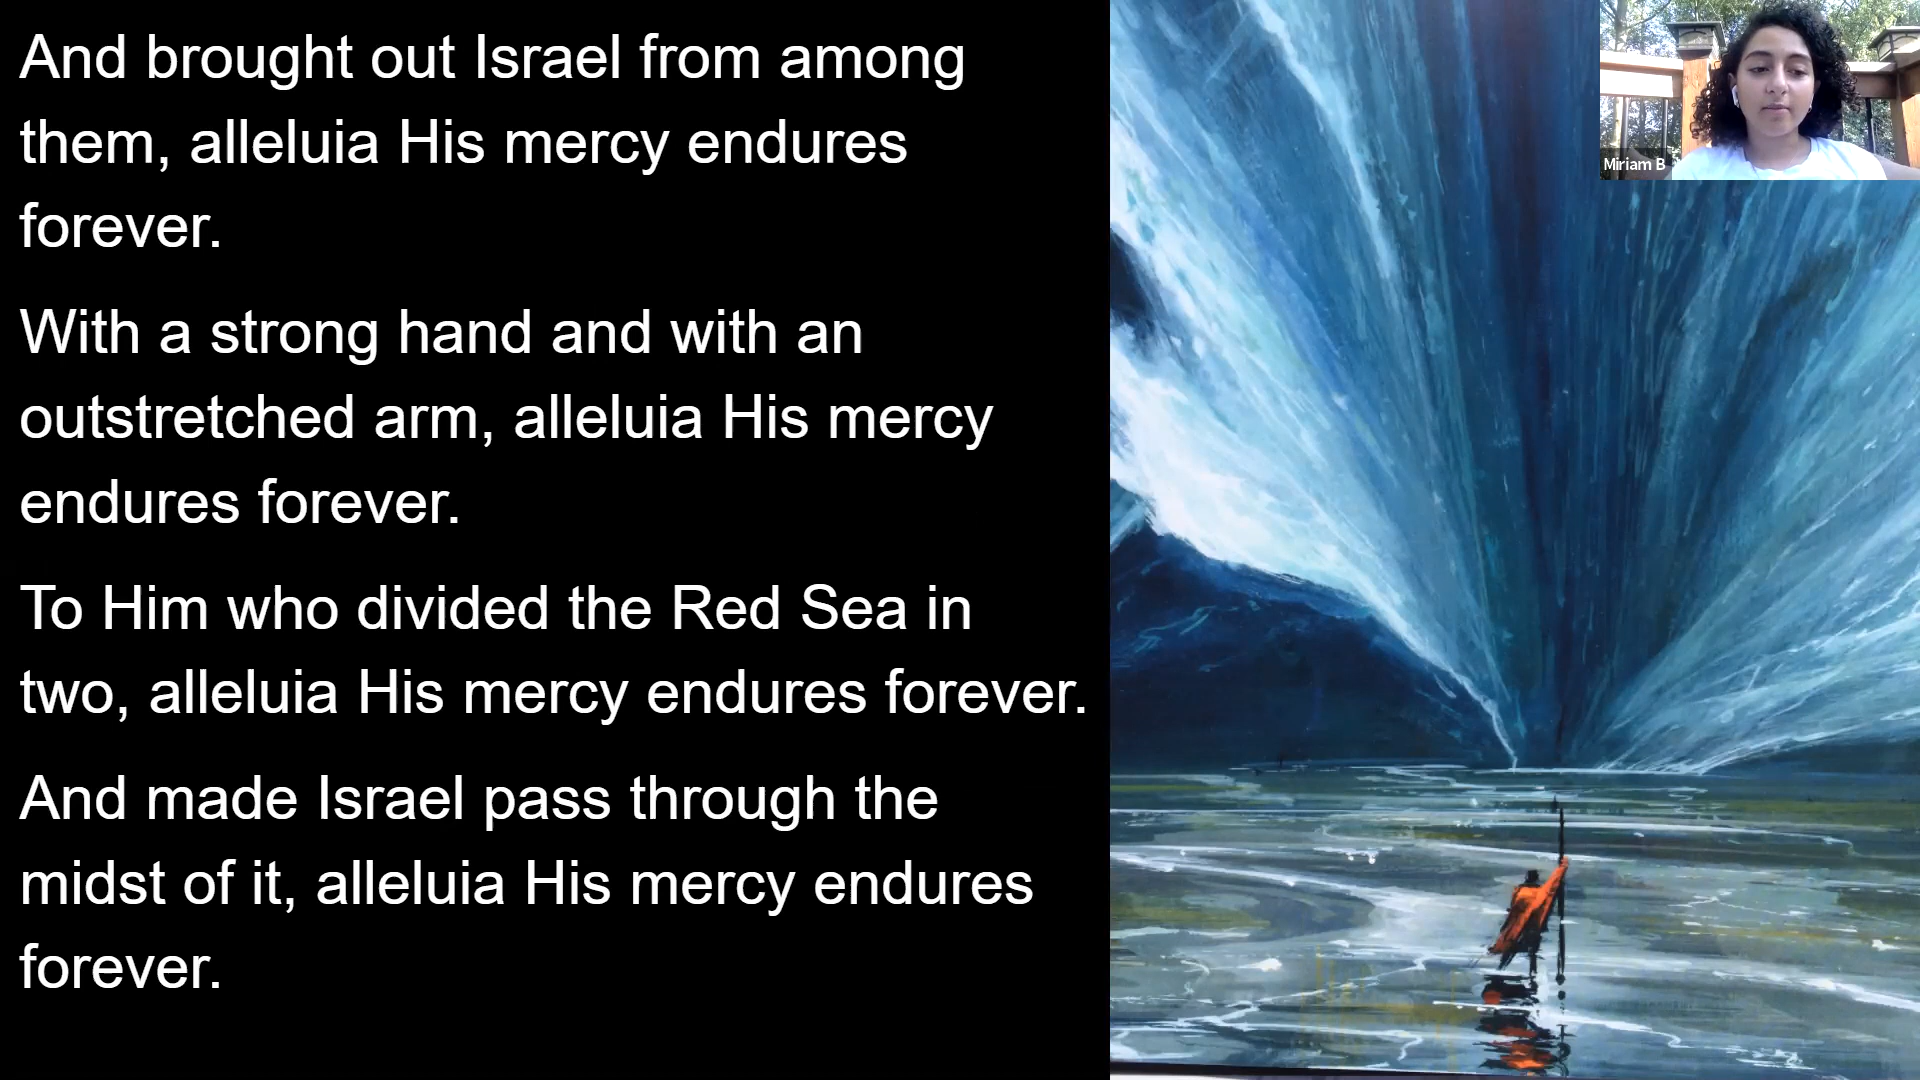 And brought out Israel from among
them, alleluia His mercy endures
forever.
With a strong hand and with an
outstretched arm, alleluia His mercy
endures forever.
To Him who divided the Red Sea in
two, alleluia His mercy endures forever.
And made Israel pass through the
midst of it, alleluia His mercy endures
forever.
Miriam B